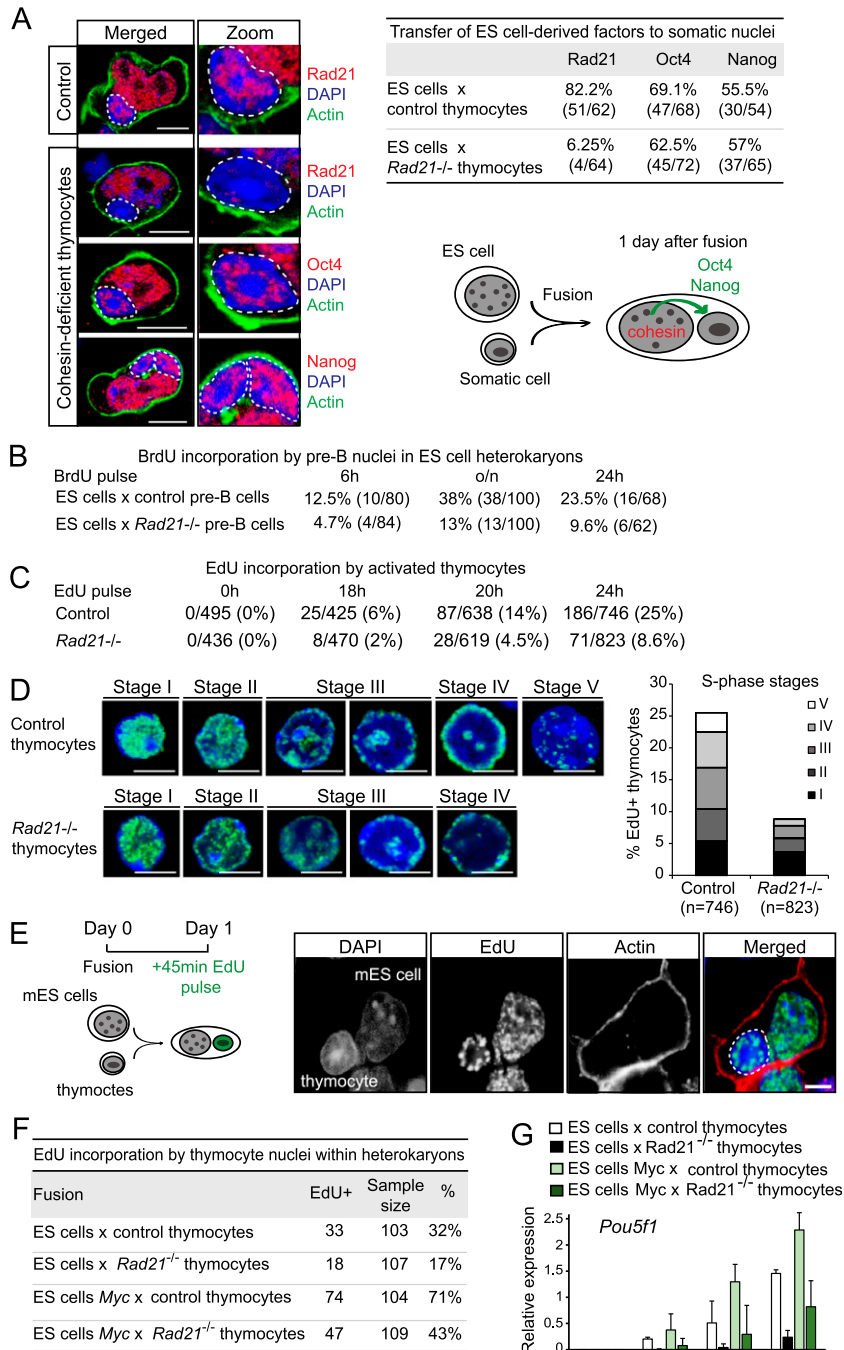 A
Merged
Zoom
Control
Rad21
DAPI
Actin
Cohesin-deficient thymocytes
Rad21
DAPI
Actin
Oct4
DAPI
Actin
Nanog
DAPI
Actin
Transfer of ES cell-derived factors to somatic nuclei
Rad21 Oct4 Nanog
ES cells x 82.2% 69.1% 55.5%
control thymocytes (51/62) (47/68) (30/54)
ES cells x 6.25% 62.5% 57%
Rad21-/- thymocytes (4/64) (45/72) (37/65)
ES cell
Fusion
Somatic cell
1 day after fusion
Oct4
Nanog
cohesin
B
BrdU incorporation by pre-B nuclei in ES cell heterokaryons
BrdU pulse 6h o/n 24h
ES cells x control pre-B cells 12.5% (10/80) 38% (38/100) 23.5% (16/68)
ES cells x Rad21-/- pre-B cells 4.7% (4/84) 13% (13/100) 9.6% (6/62)
C
EdU incorporation by activated thymocytes
EdU pulse 0h 18h 20h 24h
Control 0/495 (0%) 25/425 (6%) 87/638 (14%) 186/746 (25%)
Rad21-/- 0/436 (0%) 8/470 (2%) 28/619 (4.5%) 71/823 (8.6%)
D
Stage I Stage II Stage III Stage IV Stage V
Control
thymocytes
Stage I Stage II Stage III Stage IV
Rad21-/-
thymocytes
S-phase stages
% EdU+ thymocytes
30
25
20
15
10
5
0
V
IV
III
II
I
Control Rad21-/-
(n=746) (n=823)
E
Day 0 Day 1
Fusion +45min EdU
pulse
mES cells
thymoctes
DAPI EdU Actin Merged
mES cell
thymocyte
F
EdU incorporation by thymocyte nuclei within heterokaryons
Fusion EdU+ Sample size %
ES cells x control thymocytes 33 103 32%
ES cells x Rad21-/- thymocytes 18 107 17%
ES cells Myc x control thymocytes 74 104 71%
ES cells Myc x Rad21-/- thymocytes 47 109 43%
G
ES cells x control thymocytes
ES cells x Rad21-/- thymocytes
ES cells Myc x control thymocytes
ES cells Myc x Rad21-/- thymocytes
Pou5f1
Relative expression
2.5
2
1.5
1
0.5
0